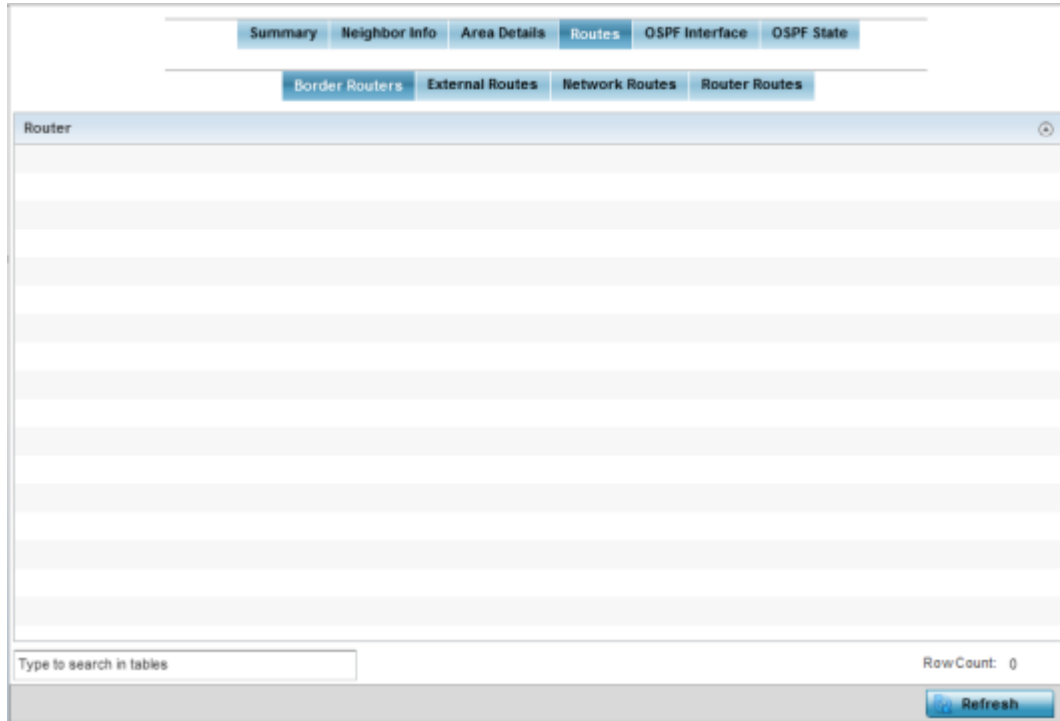 Summary Neighbor Info Area Details Routes OSPF Interface OSPF State
Border Routers External Routes Network Routes Router Routes
Router
Type to search in tables Row Count: 0
Refresh